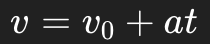 v = v₀ + at